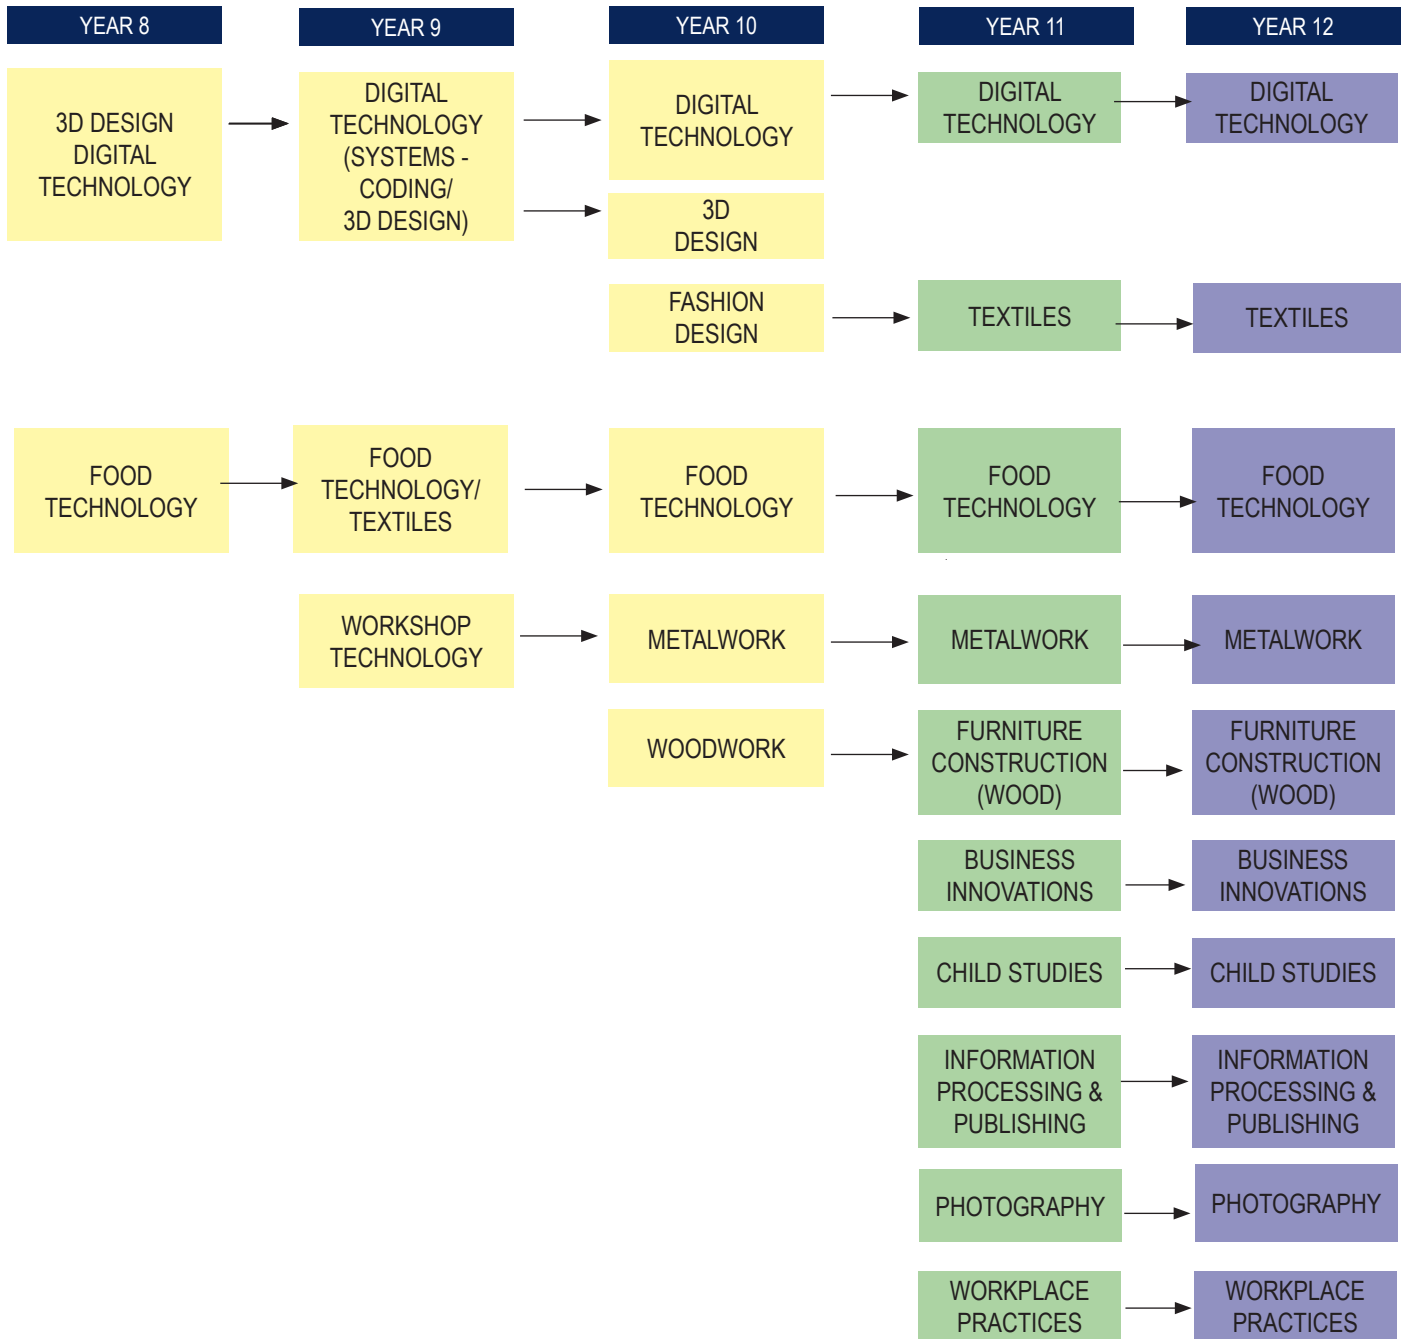 YEAR 8
YEAR 9
YEAR 10
YEAR 11
YEAR 12
3D DESIGN
DIGITAL
TECHNOLOGY
DIGITAL
TECHNOLOGY
(SYSTEMS -
CODING/
3D DESIGN)
DIGITAL
TECHNOLOGY
DIGITAL
TECHNOLOGY
DIGITAL
TECHNOLOGY
3D
DESIGN
FASHION
DESIGN
TEXTILES
TEXTILES
FOOD
TECHNOLOGY
FOOD
TECHNOLOGY/
TEXTILES
FOOD
TECHNOLOGY
FOOD
TECHNOLOGY
FOOD
TECHNOLOGY
WORKSHOP
TECHNOLOGY
METALWORK
METALWORK
METALWORK
WOODWORK
FURNITURE
CONSTRUCTION
(WOOD)
FURNITURE
CONSTRUCTION
(WOOD)
BUSINESS
INNOVATIONS
BUSINESS
INNOVATIONS
CHILD STUDIES
CHILD STUDIES
INFORMATION
PROCESSING &
PUBLISHING
INFORMATION
PROCESSING &
PUBLISHING
PHOTOGRAPHY
PHOTOGRAPHY
WORKPLACE
PRACTICES
WORKPLACE
PRACTICES